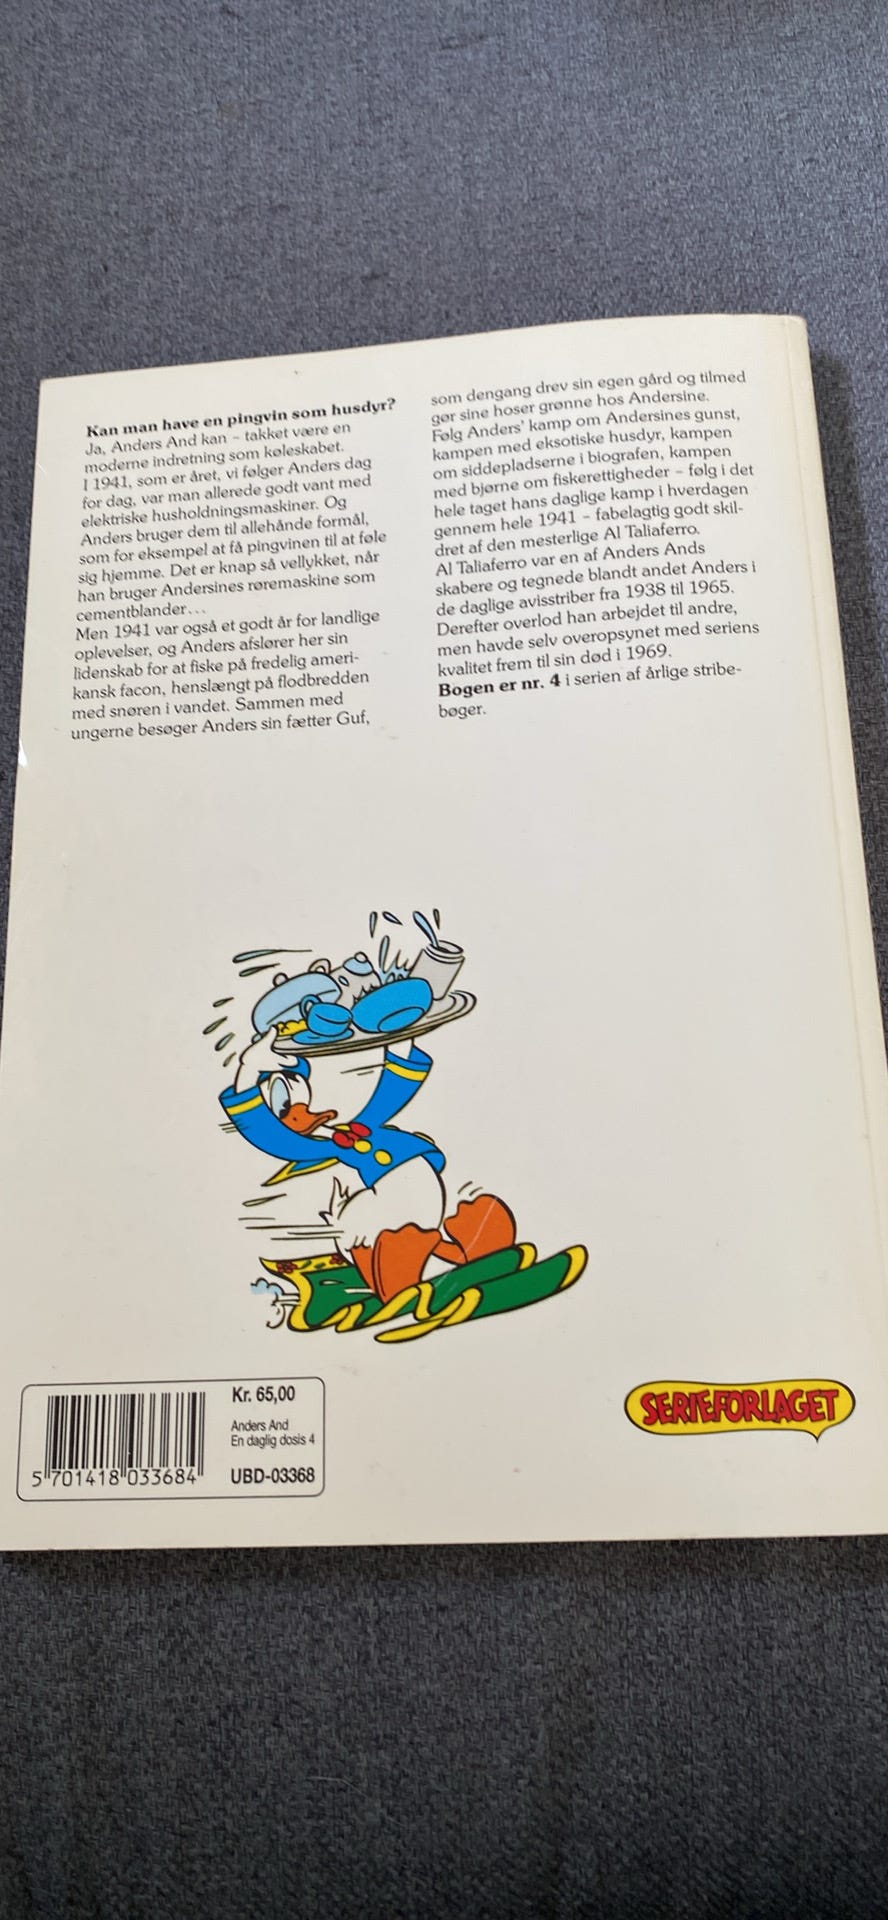 Kan man have en pingvin som husdyr?
Ja, Anders And kan – takket være en
moderne indretning som køleskabet.
I 1941, som er året, vi følger Anders dag
for dag, var man allerede godt vant med
elektriske husholdningsmaskiner. Og
Anders bruger dem til allehånde formål,
som for eksempel at få pingvinen til at føle
sig hjemme. Det er knap så vellykket, når
han bruger Andersines røremaskine som
cementblander...
Men 1941 var også et godt år for landlige
oplevelser, og Anders afslører her sin
lidenskab for at fiske på fredelig ameri-
kansk facon, henslængt på flodbredden
med snøren i vandet. Sammen med
ungerne besøger Anders sin fætter Guf,
som dengang drev sin egen gård og tilmed
gør sine hoser grønne hos Andersine.
Følg Anders' kamp om Andersines gunst,
kampen med eksotiske husdyr, kampen
om siddepladserne i biografen, kampen
med bjørne om fiskerettigheder – følg i det
hele taget hans daglige kamp i hverdagen
gennem hele 1941 – fabelagtig godt skil-
dret af den mesterlige Al Taliaferro.
Al Taliaferro var en af Anders Ands
skabere og tegnede blandt andet Anders i
de daglige avisstriber fra 1938 til 1965.
Derefter overlod han arbejdet til andre,
men havde selv overopsynet med seriens
kvalitet frem til sin død i 1969.
Bogen er nr. 4 i serien af årlige stribe-
bøger.
Kr. 65,00
Anders And
En daglig dosis 4
UBD-03368
5 701418 033684
SERIEFORLAGET